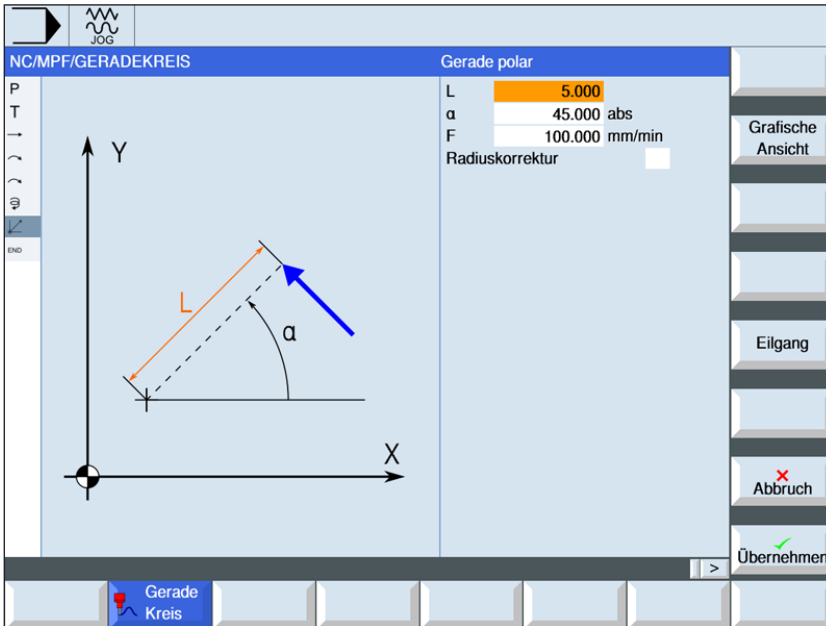 JOG
NC/MPF/GERADEKREIS
Gerade polar
P
T
END
Y
L
α
X
L 5.000
α 45.000 abs
F 100.000 mm/min
Radiuskorrektur
Grafische
Ansicht
Eilgang
Abbruch
Übernehmen
>
Gerade
Kreis